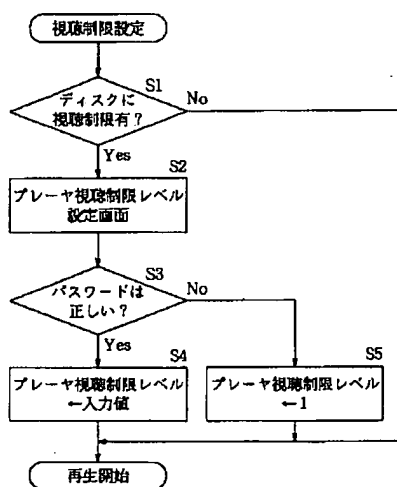 視聴制限設定
S1
ディスクに
視聴制限有?
No
Yes
S2
プレーヤ視聴制限レベル
設定画面
S3
パスワードは
正しい?
No
Yes
S4
プレーヤ視聴制限レベル
←入力値
S5
プレーヤ視聴制限レベル
←1
再生開始